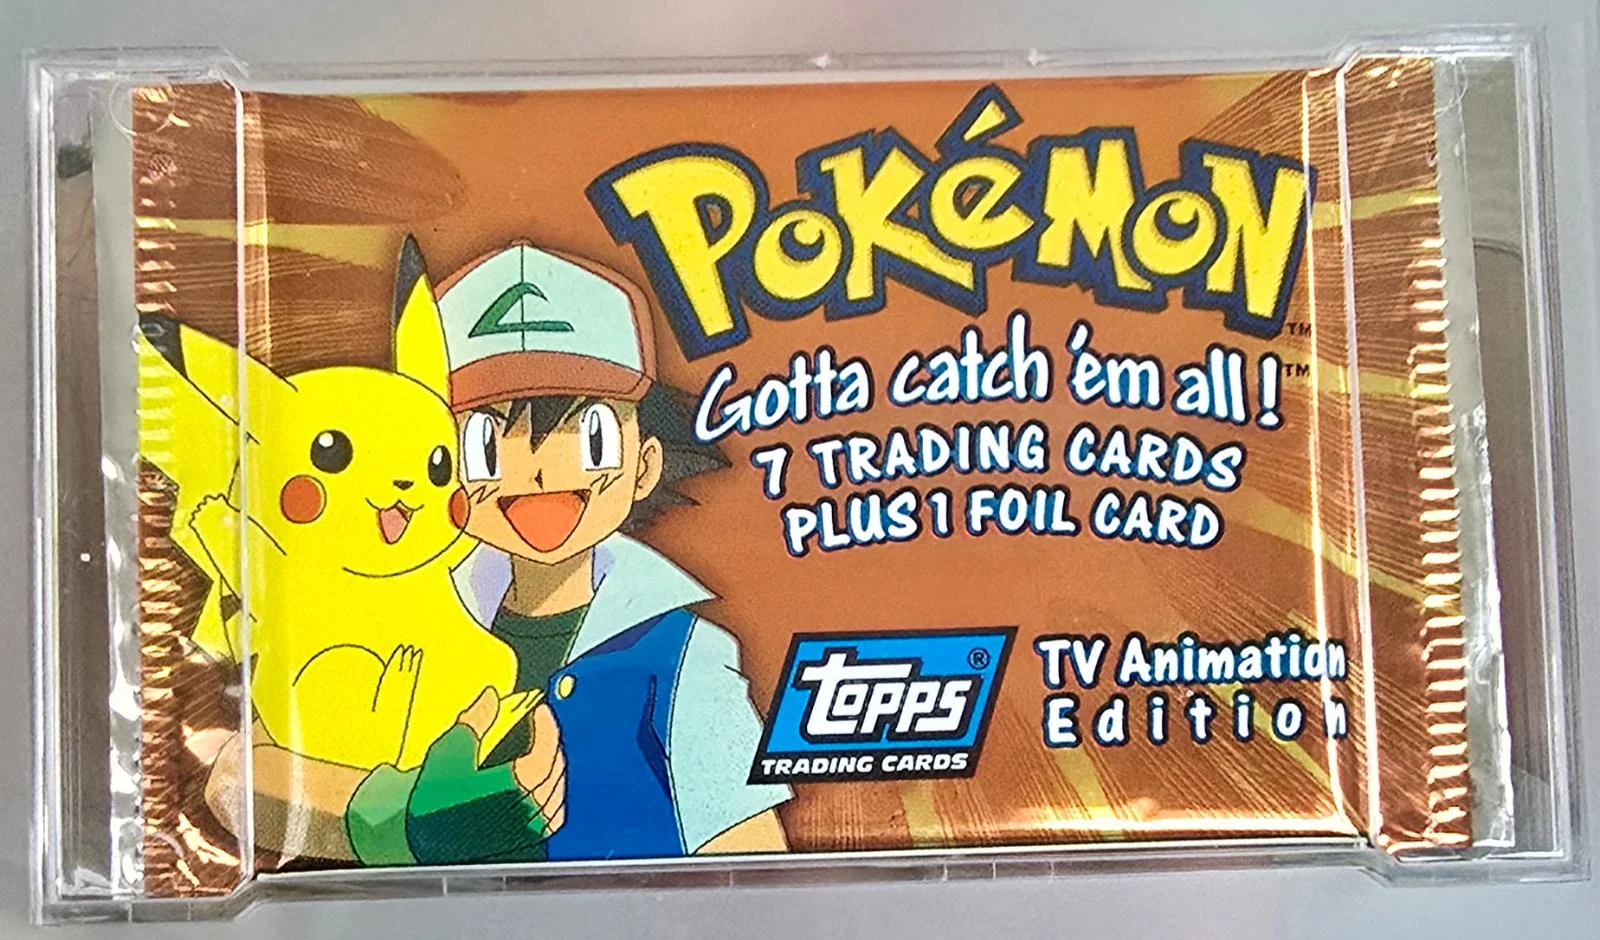 POKéMON™
Gotta catch 'em all!™
7 TRADING CARDS
PLUS 1 FOIL CARD
topps®
TRADING CARDS
TV Animation
Edition